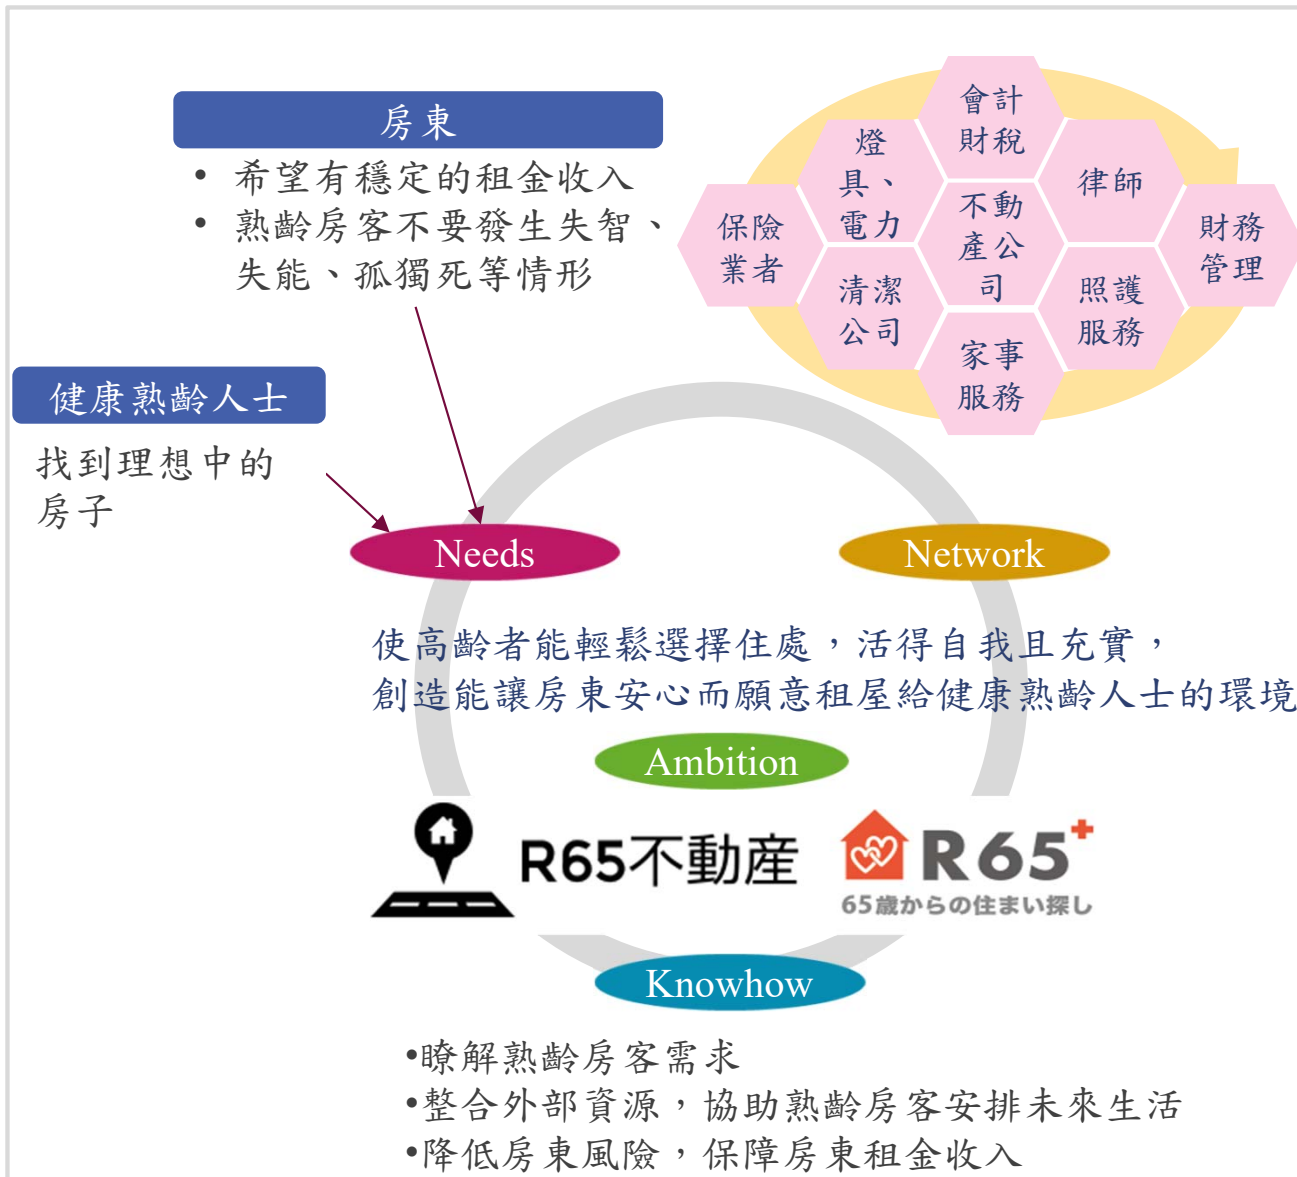 房東
• 希望有穩定的租金收入
• 熟齡房客不要發生失智、
失能、孤獨死等情形
健康熟齡人士
找到理想中的
房子
會計
財稅
燈
具、
電力
律師
保險
業者
不動
產公
司
財務
管理
清潔
公司
照護
服務
家事
服務
Needs
Network
使高齡者能輕鬆選擇住處，活得自我且充實，
創造能讓房東安心而願意租屋給健康熟齡人士的環境
Ambition
R65不動産
R65+
65歳からの住まい探し
Knowhow
•瞭解熟齡房客需求
•整合外部資源，協助熟齡房客安排未來生活
•降低房東風險，保障房東租金收入